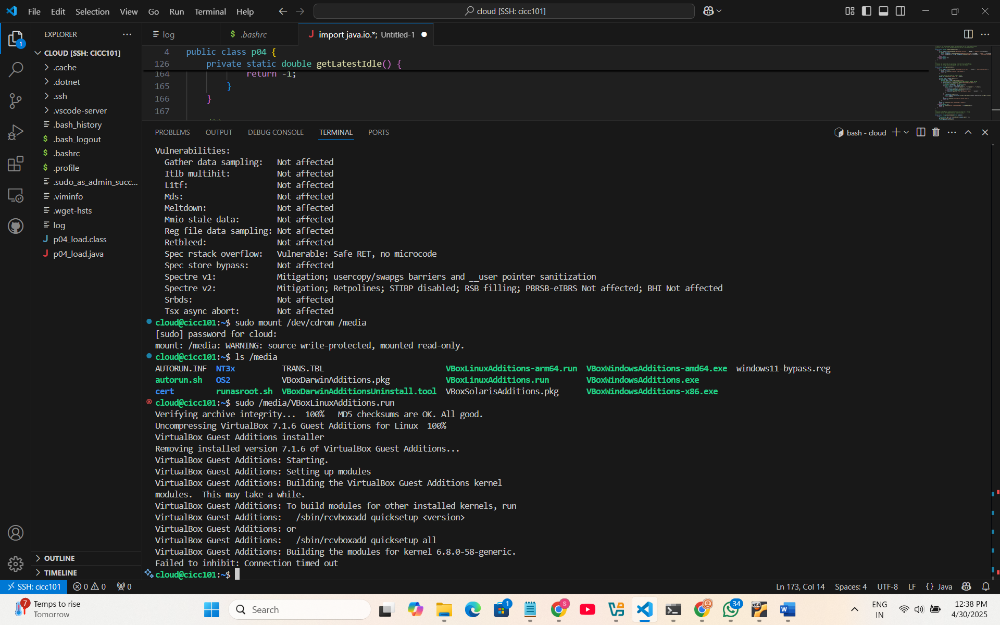 File Edit Selection View Go Run Terminal Help
cloud [SSH: cicc101]
EXPLORER
1
CLOUD [SSH: CICC101]
.cache
.dotnet
.ssh
.vscode-server
.bash_history
.bash_logout
.bashrc
.profile
.sudo_as_admin_succ...
.viminfo
.wget-hsts
log
p04_load.class
p04_load.java
OUTLINE
TIMELINE
log
.bashrc
import java.io.*; Untitled-1
4 public class p04 {
126 private static double getLatestIdle() {
164 return -1;
165 }
166 }
167
PROBLEMS OUTPUT DEBUG CONSOLE TERMINAL PORTS
bash - cloud
Vulnerabilities:
Gather data sampling: Not affected
Itlb multihit: Not affected
L1tf: Not affected
Mds: Not affected
Meltdown: Not affected
Mmio stale data: Not affected
Reg file data sampling: Not affected
Retbleed: Not affected
Spec rstack overflow: Vulnerable: Safe RET, no microcode
Spec store bypass: Not affected
Spectre v1: Mitigation; usercopy/swapgs barriers and __user pointer sanitization
Spectre v2: Mitigation; Retpolines; STIBP disabled; RSB filling; PBRSB-eIBRS Not affected; BHI Not affected
Srbds: Not affected
Tsx async abort: Not affected
cloud@cicc101:~$ sudo mount /dev/cdrom /media
[sudo] password for cloud:
mount: /media: WARNING: source write-protected, mounted read-only.
cloud@cicc101:~$ ls /media
AUTORUN.INF NT3x TRANS.TBL VBoxLinuxAdditions-arm64.run VBoxWindowsAdditions-amd64.exe windows11-bypass.reg
autorun.sh OS2 VBoxDarwinAdditions.pkg VBoxLinuxAdditions.run VBoxWindowsAdditions.exe
cert runasroot.sh VBoxDarwinAdditionsUninstall.tool VBoxSolarisAdditions.pkg VBoxWindowsAdditions-x86.exe
cloud@cicc101:~$ sudo /media/VBoxLinuxAdditions.run
Verifying archive integrity... 100% MD5 checksums are OK. All good.
Uncompressing VirtualBox 7.1.6 Guest Additions for Linux 100%
VirtualBox Guest Additions installer
Removing installed version 7.1.6 of VirtualBox Guest Additions...
VirtualBox Guest Additions: Starting.
VirtualBox Guest Additions: Setting up modules
VirtualBox Guest Additions: Building the VirtualBox Guest Additions kernel
modules. This may take a while.
VirtualBox Guest Additions: To build modules for other installed kernels, run
VirtualBox Guest Additions: /sbin/rcvboxadd quicksetup <version>
VirtualBox Guest Additions: or
VirtualBox Guest Additions: /sbin/rcvboxadd quicksetup all
VirtualBox Guest Additions: Building the modules for kernel 6.8.0-58-generic.
Failed to inhibit: Connection timed out
cloud@cicc101:~$
SSH: cicc101 0 0 0
Ln 173, Col 14 Spaces: 4 UTF-8 LF {} Java
7 Temps to rise
Tomorrow
Search
1
S
34
x64
W
ENG
IN
12:38 PM
4/30/2025